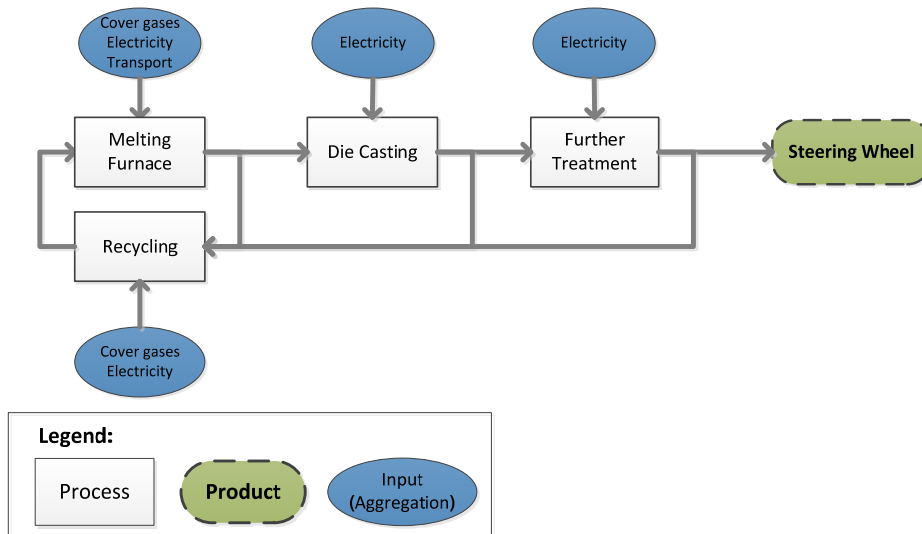 Cover gases
Electricity
Transport
Electricity
Electricity
Melting
Furnace
Die Casting
Further
Treatment
Steering Wheel
Recycling
Cover gases
Electricity
Legend:
Process
Product
Input
(Aggregation)